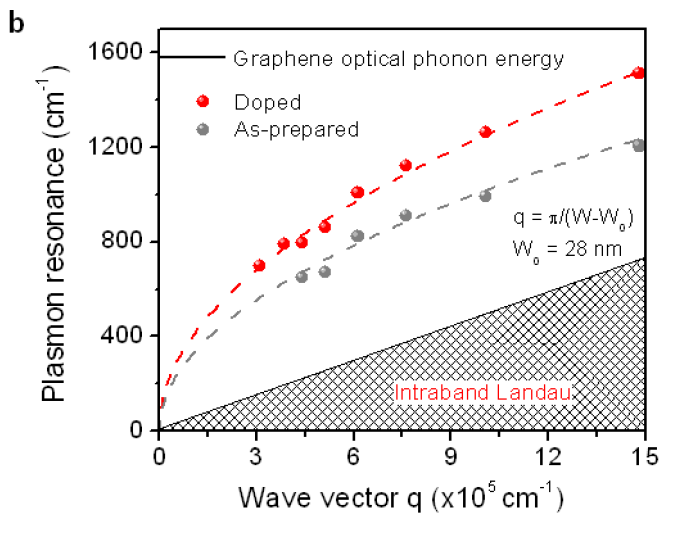 b
1600
1200
800
400
0
Plasmon resonance (cm⁻¹)
Graphene optical phonon energy
Doped
As-prepared
q = π/(W-W₀)
W₀ = 28 nm
Intraband Landau
0 3 6 9 12 15
Wave vector q (x10⁵ cm⁻¹)